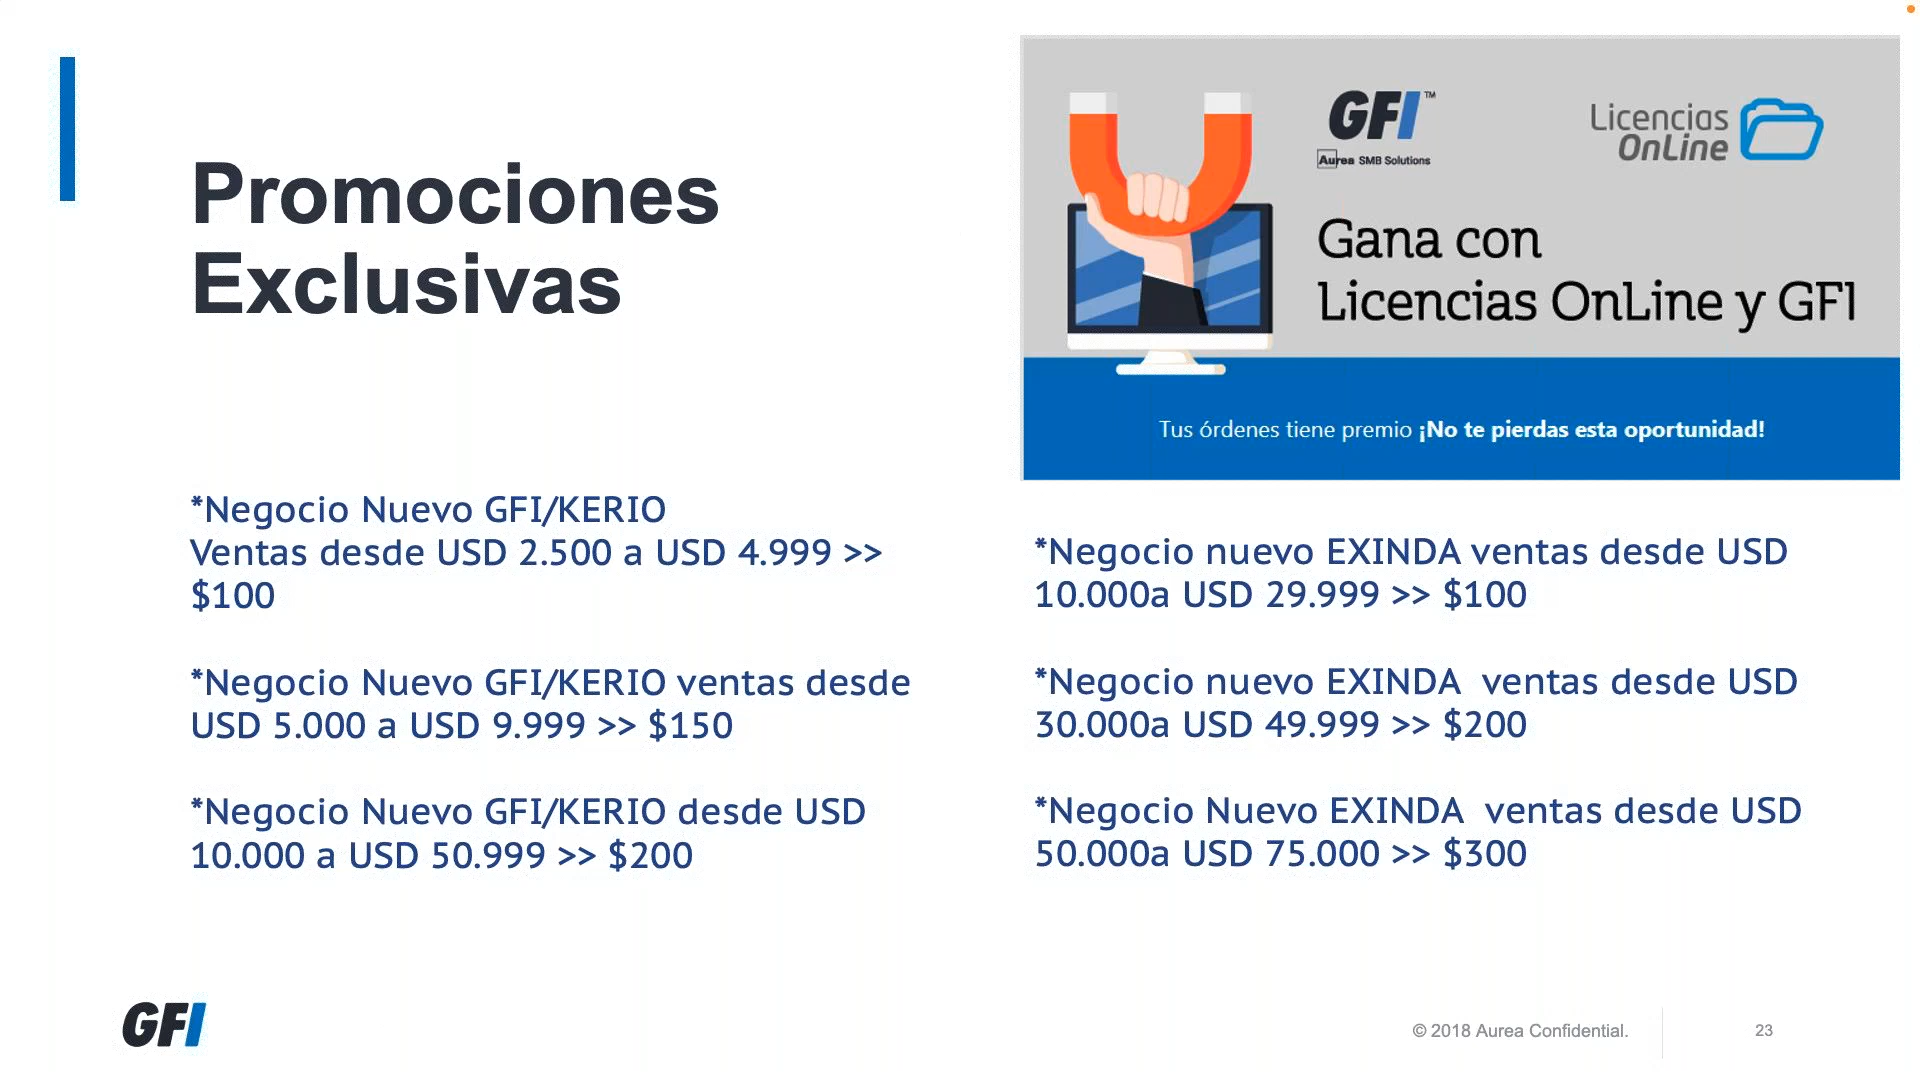 Promociones
Exclusivas
GFI™
Aurea SMB Solutions
Licencias
OnLine
Gana con
Licencias OnLine y GFI
Tus órdenes tiene premio ¡No te pierdas esta oportunidad!
*Negocio Nuevo GFI/KERIO
Ventas desde USD 2.500 a USD 4.999 >>
$100
*Negocio Nuevo GFI/KERIO ventas desde
USD 5.000 a USD 9.999 >> $150
*Negocio Nuevo GFI/KERIO desde USD
10.000 a USD 50.999 >> $200
*Negocio nuevo EXINDA ventas desde USD
10.000a USD 29.999 >> $100
*Negocio nuevo EXINDA  ventas desde USD
30.000a USD 49.999 >> $200
*Negocio Nuevo EXINDA  ventas desde USD
50.000a USD 75.000 >> $300
GFI
© 2018 Aurea Confidential.
23